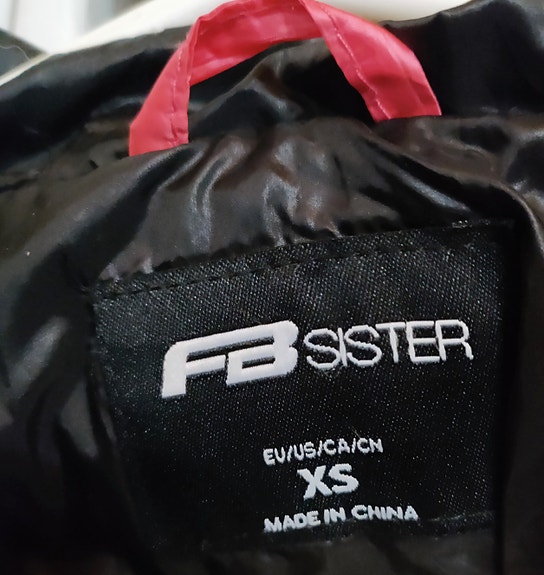 FB SISTER
EU/US/CA/CN
XS
MADE IN CHINA